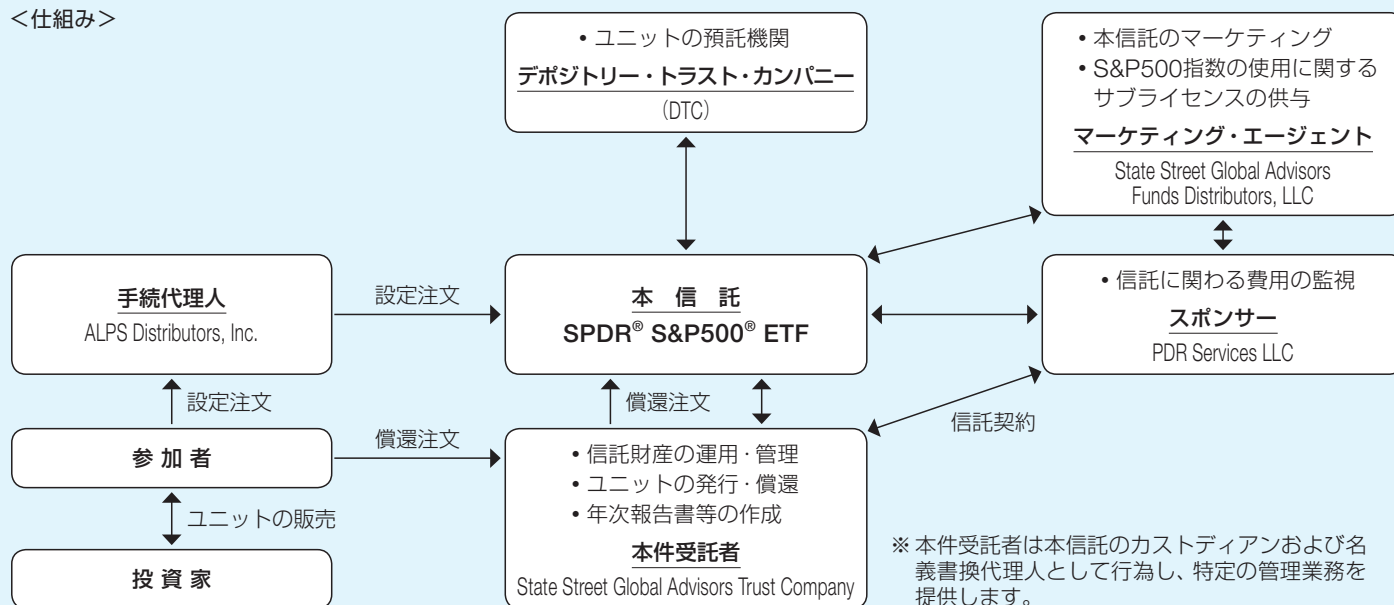 ＜仕組み＞
• ユニットの預託機関
デポジトリー・トラスト・カンパニー
（DTC）
• 本信託のマーケティング
• S&P500指数の使用に関する
サブライセンスの供与
マーケティング・エージェント
State Street Global Advisors
Funds Distributors, LLC
手続代理人
ALPS Distributors, Inc.
設定注文
本 信 託
SPDR® S&P500® ETF
• 信託に関わる費用の監視
スポンサー
PDR Services LLC
設定注文
償還注文
信託契約
参 加 者
償還注文
• 信託財産の運用・管理
• ユニットの発行・償還
• 年次報告書等の作成
本件受託者
State Street Global Advisors Trust Company
ユニットの販売
投 資 家
※ 本件受託者は本信託のカストディアンおよび名
義書換代理人として行為し、特定の管理業務を
提供します。